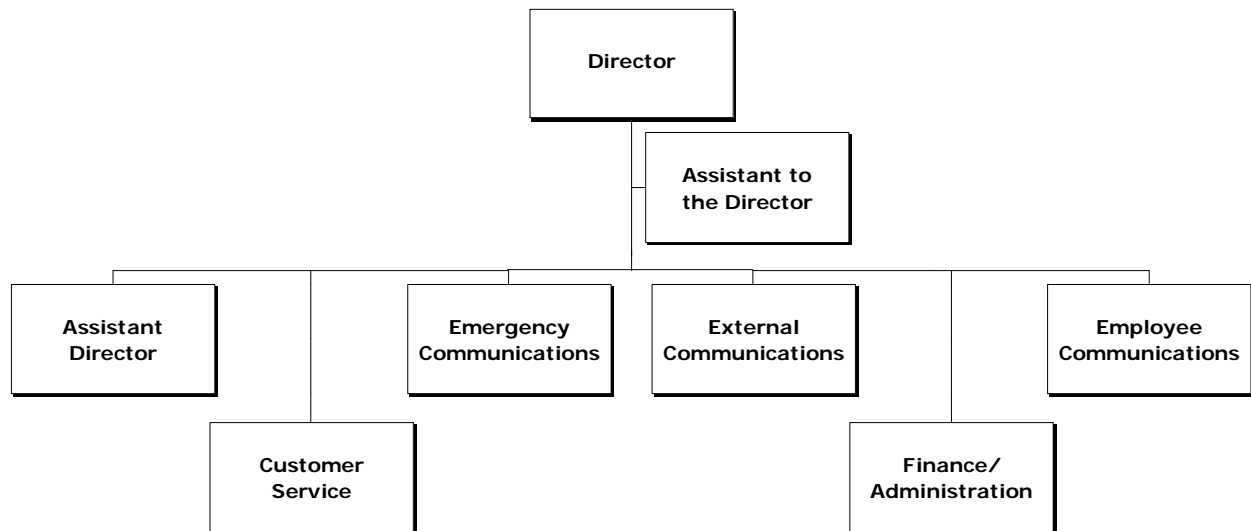 Director
Assistant to
the Director
Assistant
Director
Emergency
Communications
External
Communications
Employee
Communications
Customer
Service
Finance/
Administration